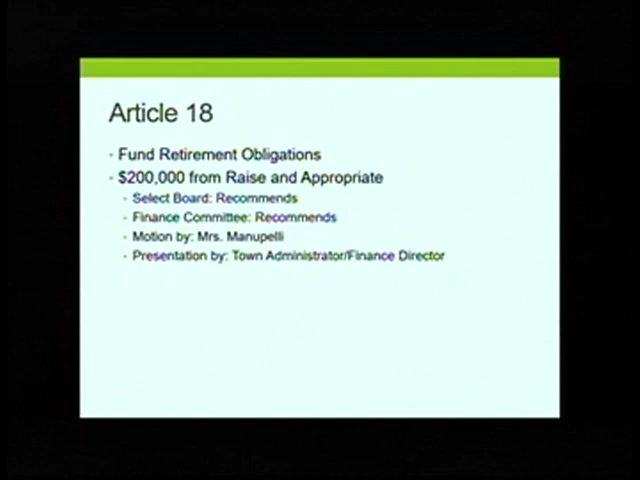 Article 18
Fund Retirement Obligations
$200,000 from Raise and Appropriate
Select Board: Recommends
Finance Committee: Recommends
Motion by: Mrs. Manupelli
Presentation by: Town Administrator/Finance Director